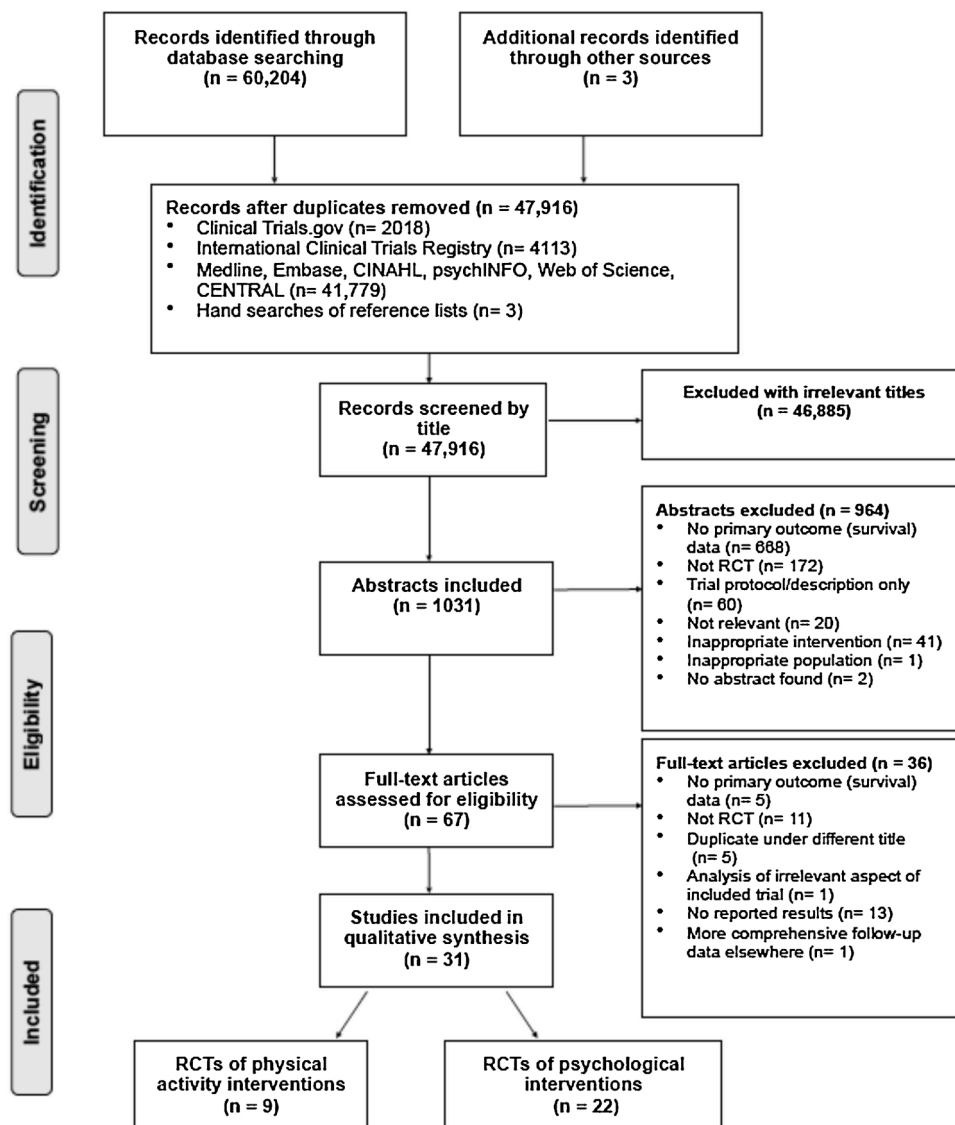 Records identified through
database searching
(n = 60,204)
Additional records identified
through other sources
(n = 3)
Identification
Records after duplicates removed (n = 47,916)
• Clinical Trials.gov (n= 2018)
• International Clinical Trials Registry (n= 4113)
• Medline, Embase, CINAHL, psychINFO, Web of Science,
CENTRAL (n= 41,779)
• Hand searches of reference lists (n= 3)
Screening
Records screened by
title
(n = 47,916)
Excluded with irrelevant titles
(n = 46,885)
Abstracts included
(n = 1031)
Abstracts excluded (n = 964)
• No primary outcome (survival)
data (n= 668)
• Not RCT (n= 172)
• Trial protocol/description only
(n= 60)
• Not relevant (n= 20)
• Inappropriate intervention (n= 41)
• Inappropriate population (n= 1)
• No abstract found (n= 2)
Eligibility
Full-text articles
assessed for eligibility
(n = 67)
Full-text articles excluded (n = 36)
• No primary outcome (survival)
data (n= 5)
• Not RCT (n= 11)
• Duplicate under different title
(n= 5)
• Analysis of irrelevant aspect of
included trial (n= 1)
• No reported results (n= 13)
• More comprehensive follow-up
data elsewhere (n= 1)
Included
Studies included in
qualitative synthesis
(n = 31)
RCTs of physical
activity interventions
(n = 9)
RCTs of psychological
interventions
(n = 22)